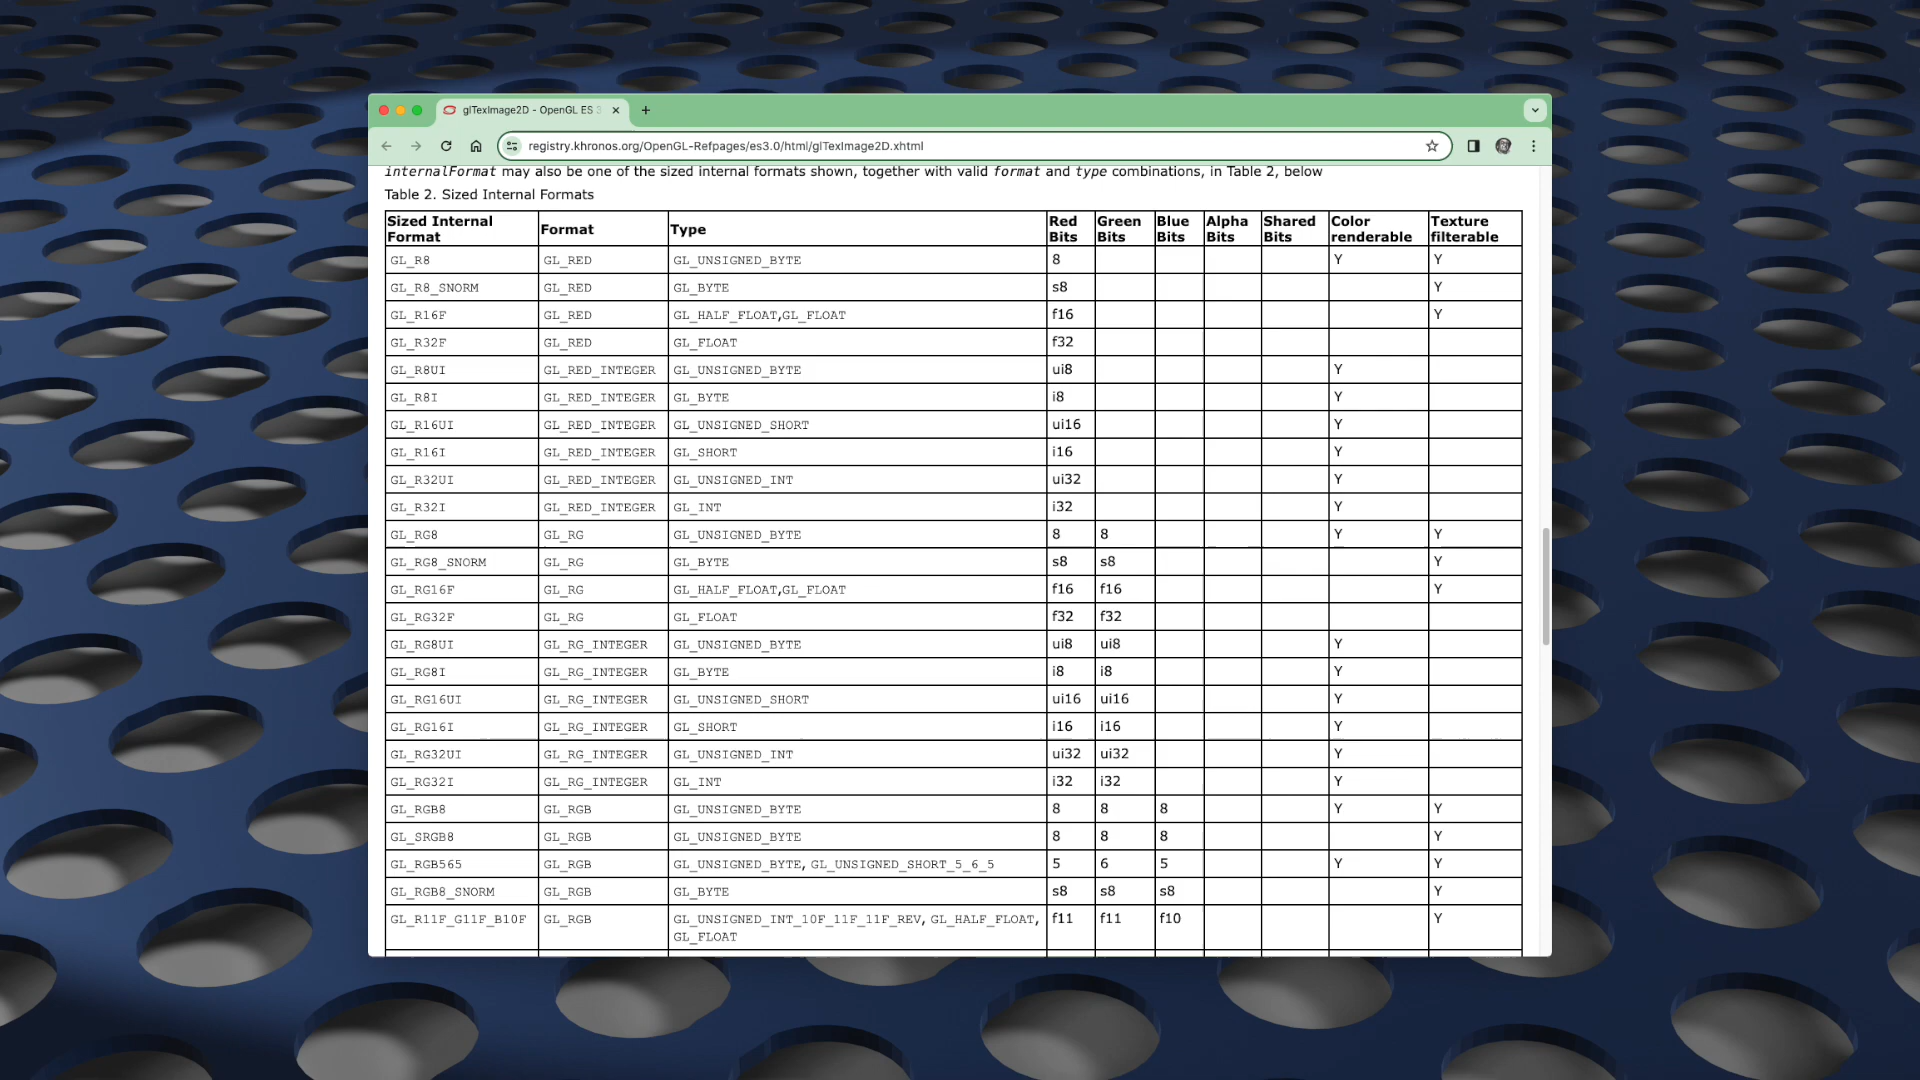 glTexImage2D - OpenGL ES 3
registry.khronos.org/OpenGL-Refpages/es3.0/html/glTexImage2D.xhtml
internalFormat may also be one of the sized internal formats shown, together with valid format and type combinations, in Table 2, below
Table 2. Sized Internal Formats
Sized Internal Format Format Type Red Bits Green Bits Blue Bits Alpha Bits Shared Bits Color renderable Texture filterable
GL_R8 GL_RED GL_UNSIGNED_BYTE 8 Y Y
GL_R8_SNORM GL_RED GL_BYTE s8 Y
GL_R16F GL_RED GL_HALF_FLOAT,GL_FLOAT f16 Y
GL_R32F GL_RED GL_FLOAT f32
GL_R8UI GL_RED_INTEGER GL_UNSIGNED_BYTE ui8 Y
GL_R8I GL_RED_INTEGER GL_BYTE i8 Y
GL_R16UI GL_RED_INTEGER GL_UNSIGNED_SHORT ui16 Y
GL_R16I GL_RED_INTEGER GL_SHORT i16 Y
GL_R32UI GL_RED_INTEGER GL_UNSIGNED_INT ui32 Y
GL_R32I GL_RED_INTEGER GL_INT i32 Y
GL_RG8 GL_RG GL_UNSIGNED_BYTE 8 8 Y Y
GL_RG8_SNORM GL_RG GL_BYTE s8 s8 Y
GL_RG16F GL_RG GL_HALF_FLOAT,GL_FLOAT f16 f16 Y
GL_RG32F GL_RG GL_FLOAT f32 f32
GL_RG8UI GL_RG_INTEGER GL_UNSIGNED_BYTE ui8 ui8 Y
GL_RG8I GL_RG_INTEGER GL_BYTE i8 i8 Y
GL_RG16UI GL_RG_INTEGER GL_UNSIGNED_SHORT ui16 ui16 Y
GL_RG16I GL_RG_INTEGER GL_SHORT i16 i16 Y
GL_RG32UI GL_RG_INTEGER GL_UNSIGNED_INT ui32 ui32 Y
GL_RG32I GL_RG_INTEGER GL_INT i32 i32 Y
GL_RGB8 GL_RGB GL_UNSIGNED_BYTE 8 8 8 Y Y
GL_SRGB8 GL_RGB GL_UNSIGNED_BYTE 8 8 8 Y
GL_RGB565 GL_RGB GL_UNSIGNED_BYTE, GL_UNSIGNED_SHORT_5_6_5 5 6 5 Y Y
GL_RGB8_SNORM GL_RGB GL_BYTE s8 s8 s8 Y
GL_R11F_G11F_B10F GL_RGB GL_UNSIGNED_INT_10F_11F_11F_REV, GL_HALF_FLOAT, f11 f11 f10 Y
GL_FLOAT